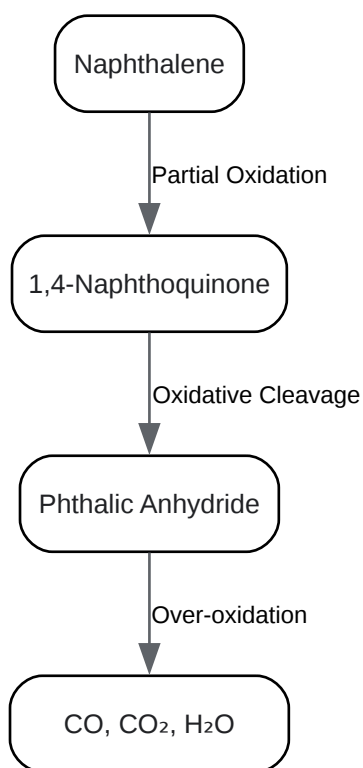 Naphthalene
Partial Oxidation
1,4-Naphthoquinone
Oxidative Cleavage
Phthalic Anhydride
Over-oxidation
CO, CO₂, H₂O